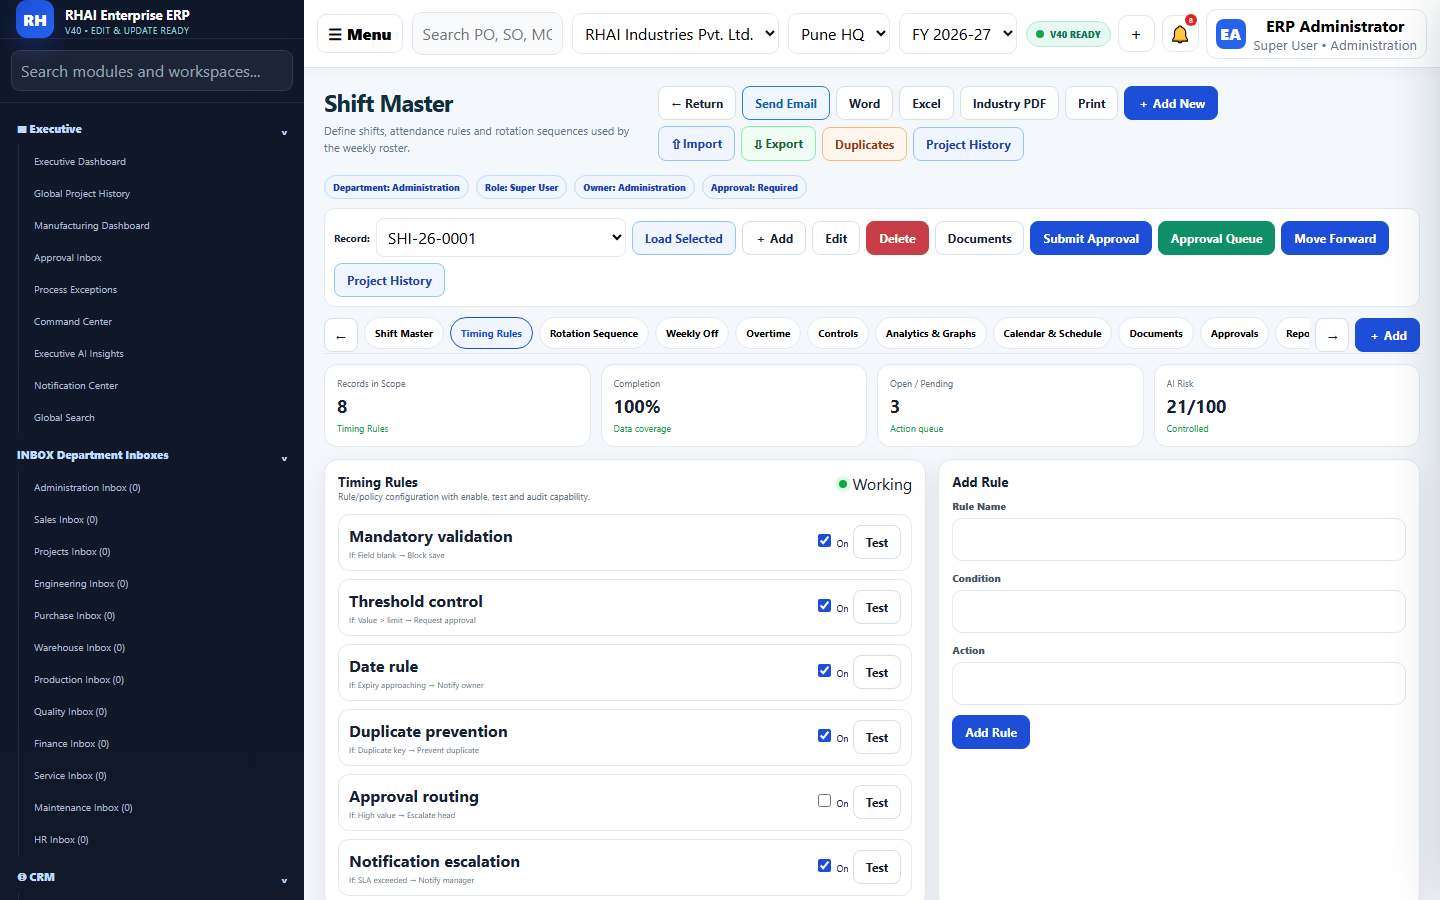 RH
RHAI Enterprise ERP
V40 • EDIT & UPDATE READY
Search modules and workspaces...
Executive
Executive Dashboard
Global Project History
Manufacturing Dashboard
Approval Inbox
Process Exceptions
Command Center
Executive AI Insights
Notification Center
Global Search
INBOX Department Inboxes
Administration Inbox (0)
Sales Inbox (0)
Projects Inbox (0)
Engineering Inbox (0)
Purchase Inbox (0)
Warehouse Inbox (0)
Production Inbox (0)
Quality Inbox (0)
Finance Inbox (0)
Service Inbox (0)
Maintenance Inbox (0)
HR Inbox (0)
CRM
☰ Menu
Search PO, SO, MO
RHAI Industries Pvt. Ltd.
Pune HQ
FY 2026-27
V40 READY
+
8
EA
ERP Administrator
Super User • Administration
Shift Master
Define shifts, attendance rules and rotation sequences used by
the weekly roster.
← Return
Send Email
Word
Excel
Industry PDF
Print
+ Add New
⇧ Import
⇩ Export
Duplicates
Project History
Department: Administration
Role: Super User
Owner: Administration
Approval: Required
Record:
SHI-26-0001
Load Selected
+ Add
Edit
Delete
Documents
Submit Approval
Approval Queue
Move Forward
Project History
←
Shift Master
Timing Rules
Rotation Sequence
Weekly Off
Overtime
Controls
Analytics & Graphs
Calendar & Schedule
Documents
Approvals
Repo
→
+ Add
Records in Scope
8
Timing Rules
Completion
100%
Data coverage
Open / Pending
3
Action queue
AI Risk
21/100
Controlled
Timing Rules
Rule/policy configuration with enable, test and audit capability.
Working
Mandatory validation
If: Field blank → Block save
On
Test
Threshold control
If: Value > limit → Request approval
On
Test
Date rule
If: Expiry approaching → Notify owner
On
Test
Duplicate prevention
If: Duplicate key → Prevent duplicate
On
Test
Approval routing
If: High value → Escalate head
On
Test
Notification escalation
If: SLA exceeded → Notify manager
On
Test
Add Rule
Rule Name
Condition
Action
Add Rule